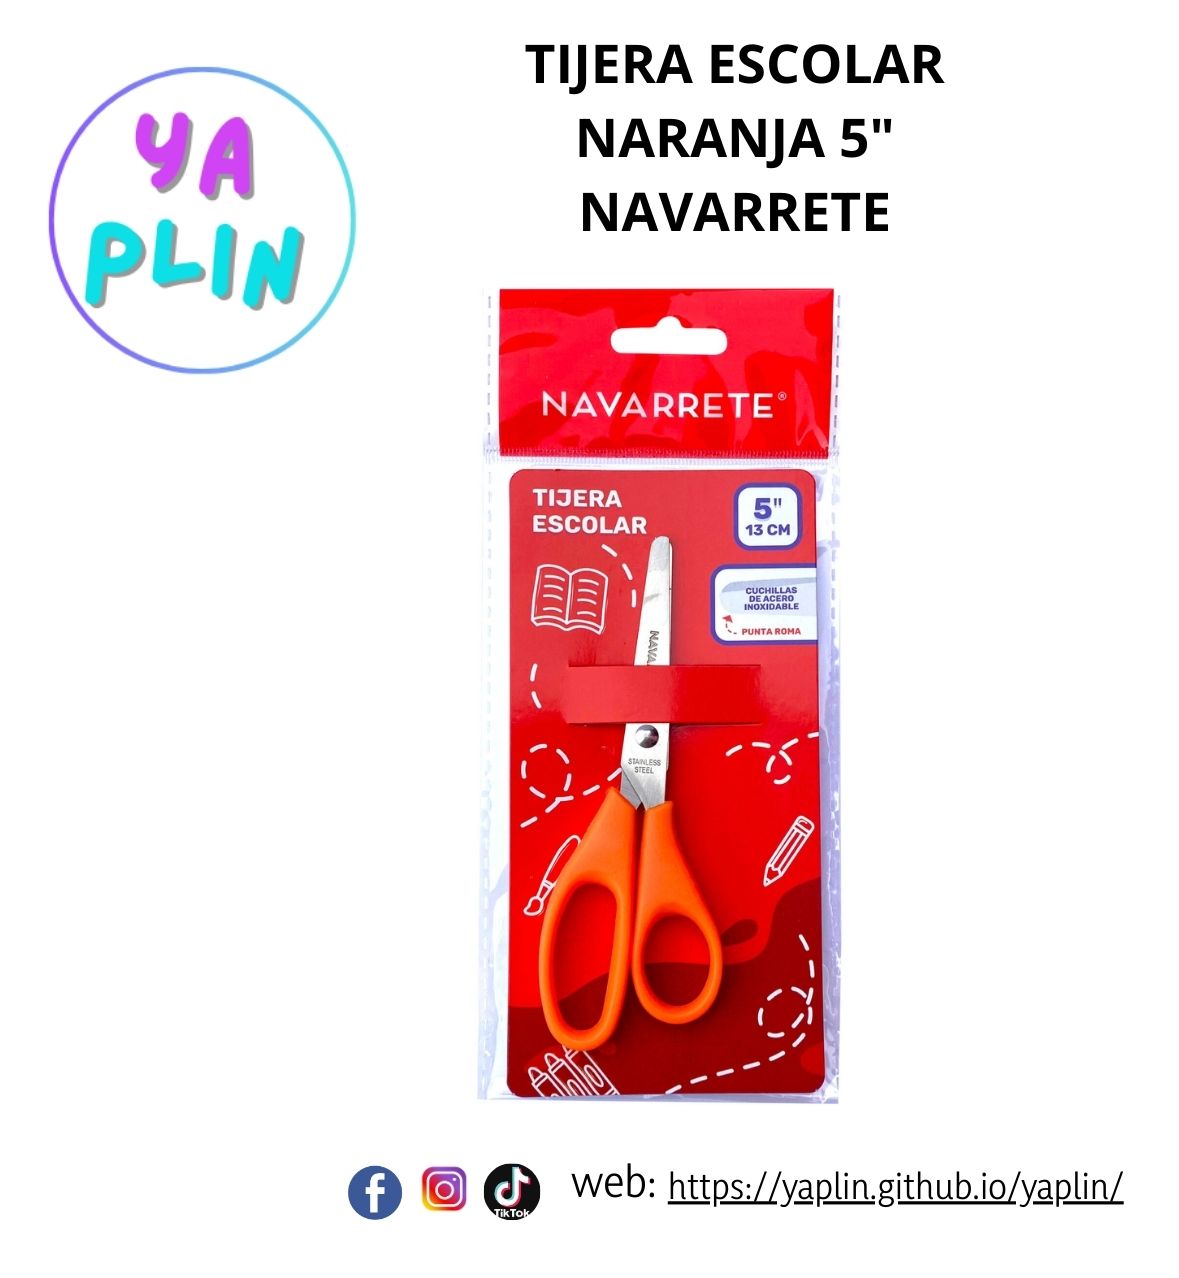 YA
PLIN
TIJERA ESCOLAR
NARANJA 5"
NAVARRETE
NAVARRETE®
TIJERA
ESCOLAR
5"
13 CM
CUCHILLAS
DE ACERO
INOXIDABLE
PUNTA ROMA
NAVA
STAINLESS
STEEL
TikTok
web: https://yaplin.github.io/yaplin/